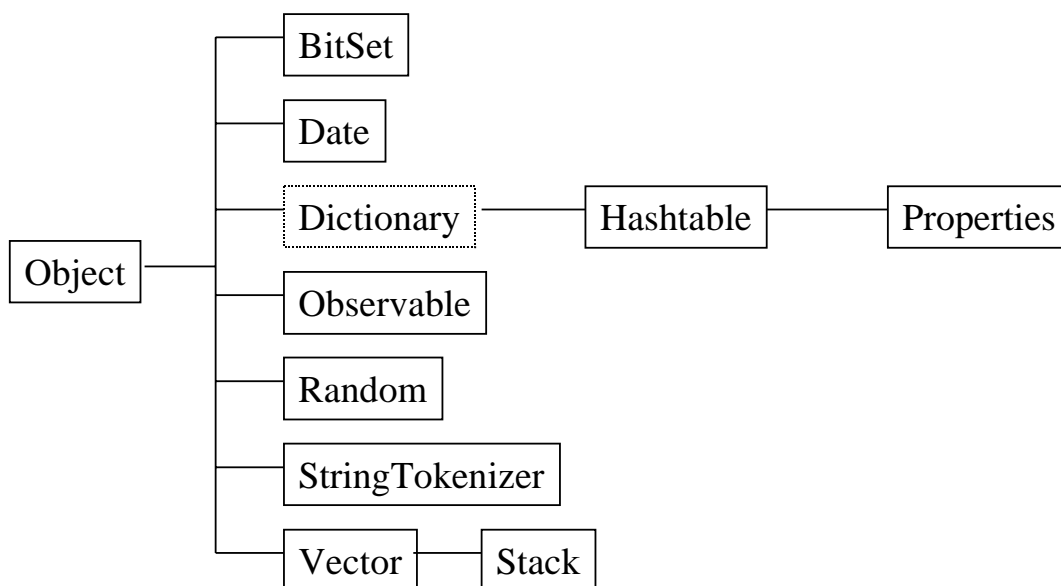 BitSet
Date
Dictionary Hashtable Properties
Object
Observable
Random
StringTokenizer
Vector Stack